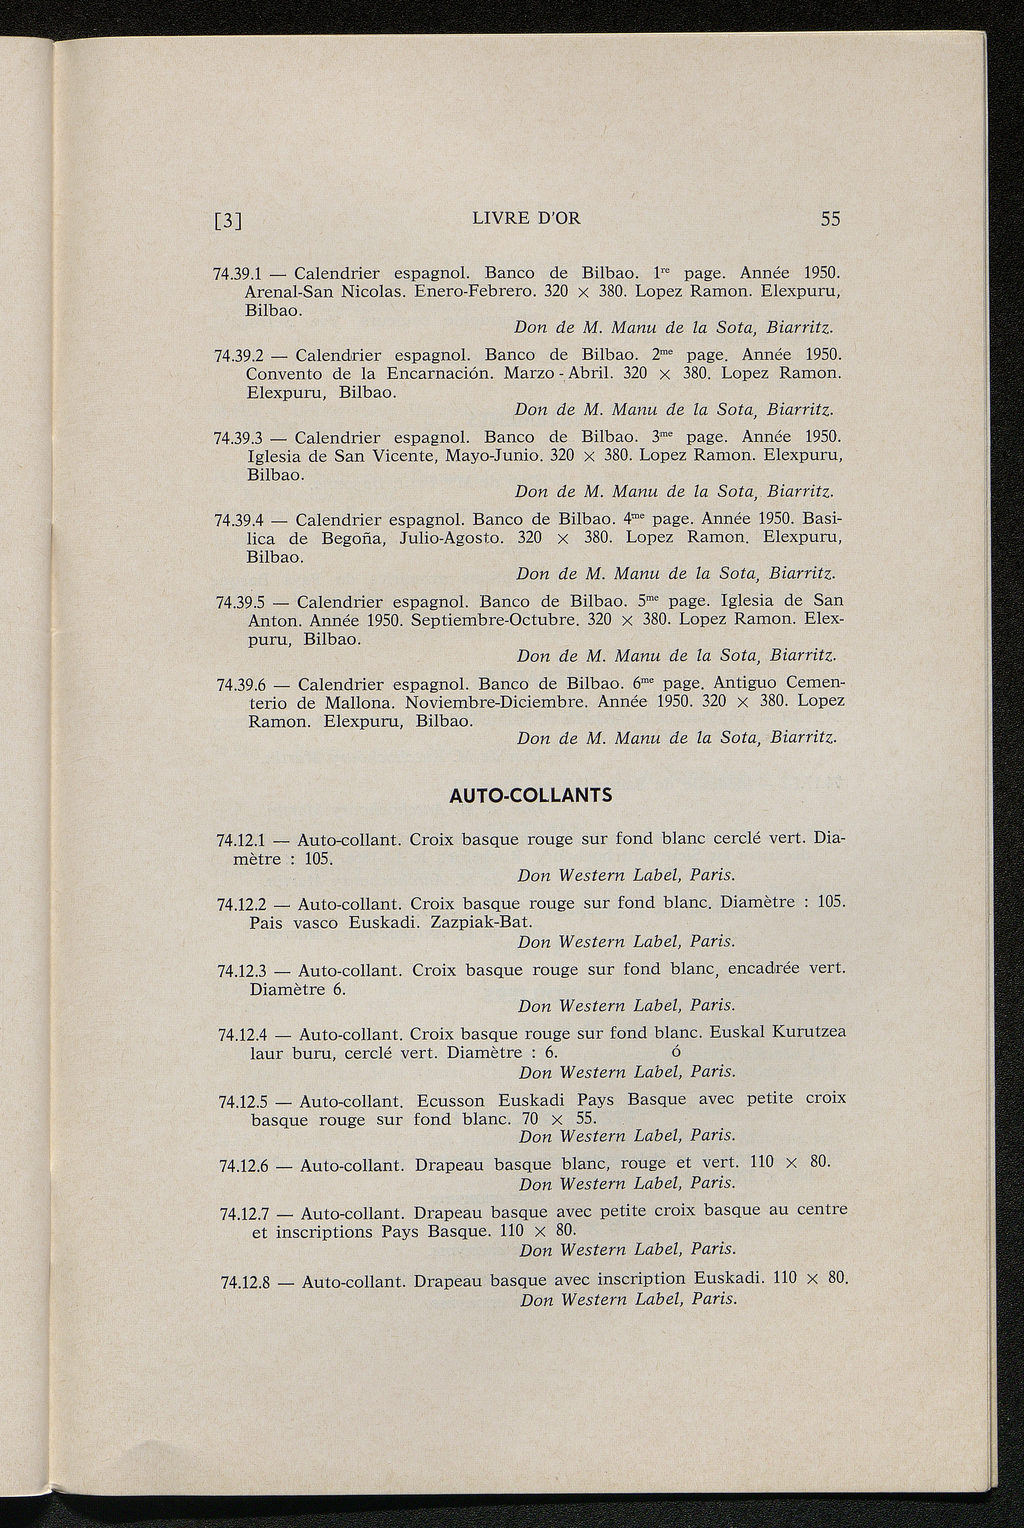 [3] LIVRE D'OR 55
74.39.1 — Calendrier espagnol. Banco de Bilbao. 1re page. Année 1950.
Arenal-San Nicolas. Enero-Febrero. 320 × 380. Lopez Ramon. Elexpuru,
Bilbao.
Don de M. Manu de la Sota, Biarritz.
74.39.2 — Calendrier espagnol. Banco de Bilbao. 2me page. Année 1950.
Convento de la Encarnación. Marzo - Abril. 320 × 380. Lopez Ramon.
Elexpuru, Bilbao.
Don de M. Manu de la Sota, Biarritz.
74.39.3 — Calendrier espagnol. Banco de Bilbao. 3me page. Année 1950.
Iglesia de San Vicente, Mayo-Junio. 320 × 380. Lopez Ramon. Elexpuru,
Bilbao.
Don de M. Manu de la Sota, Biarritz.
74.39.4 — Calendrier espagnol. Banco de Bilbao. 4me page. Année 1950. Basi-
lica de Begoña, Julio-Agosto. 320 × 380. Lopez Ramon. Elexpuru,
Bilbao.
Don de M. Manu de la Sota, Biarritz.
74.39.5 — Calendrier espagnol. Banco de Bilbao. 5me page. Iglesia de San
Anton. Année 1950. Septiembre-Octubre. 320 × 380. Lopez Ramon. Elex-
puru, Bilbao.
Don de M. Manu de la Sota, Biarritz.
74.39.6 — Calendrier espagnol. Banco de Bilbao. 6me page. Antiguo Cemen-
terio de Mallona. Noviembre-Diciembre. Année 1950. 320 × 380. Lopez
Ramon. Elexpuru, Bilbao.
Don de M. Manu de la Sota, Biarritz.
AUTO-COLLANTS
74.12.1 — Auto-collant. Croix basque rouge sur fond blanc cerclé vert. Dia-
mètre : 105.
Don Western Label, Paris.
74.12.2 — Auto-collant. Croix basque rouge sur fond blanc. Diamètre : 105.
Pais vasco Euskadi. Zazpiak-Bat.
Don Western Label, Paris.
74.12.3 — Auto-collant. Croix basque rouge sur fond blanc, encadrée vert.
Diamètre 6.
Don Western Label, Paris.
74.12.4 — Auto-collant. Croix basque rouge sur fond blanc. Euskal Kurutzea
laur buru, cerclé vert. Diamètre : 6. ó
Don Western Label, Paris.
74.12.5 — Auto-collant. Ecusson Euskadi Pays Basque avec petite croix
basque rouge sur fond blanc. 70 × 55.
Don Western Label, Paris.
74.12.6 — Auto-collant. Drapeau basque blanc, rouge et vert. 110 × 80.
Don Western Label, Paris.
74.12.7 — Auto-collant. Drapeau basque avec petite croix basque au centre
et inscriptions Pays Basque. 110 × 80.
Don Western Label, Paris.
74.12.8 — Auto-collant. Drapeau basque avec inscription Euskadi. 110 × 80.
Don Western Label, Paris.